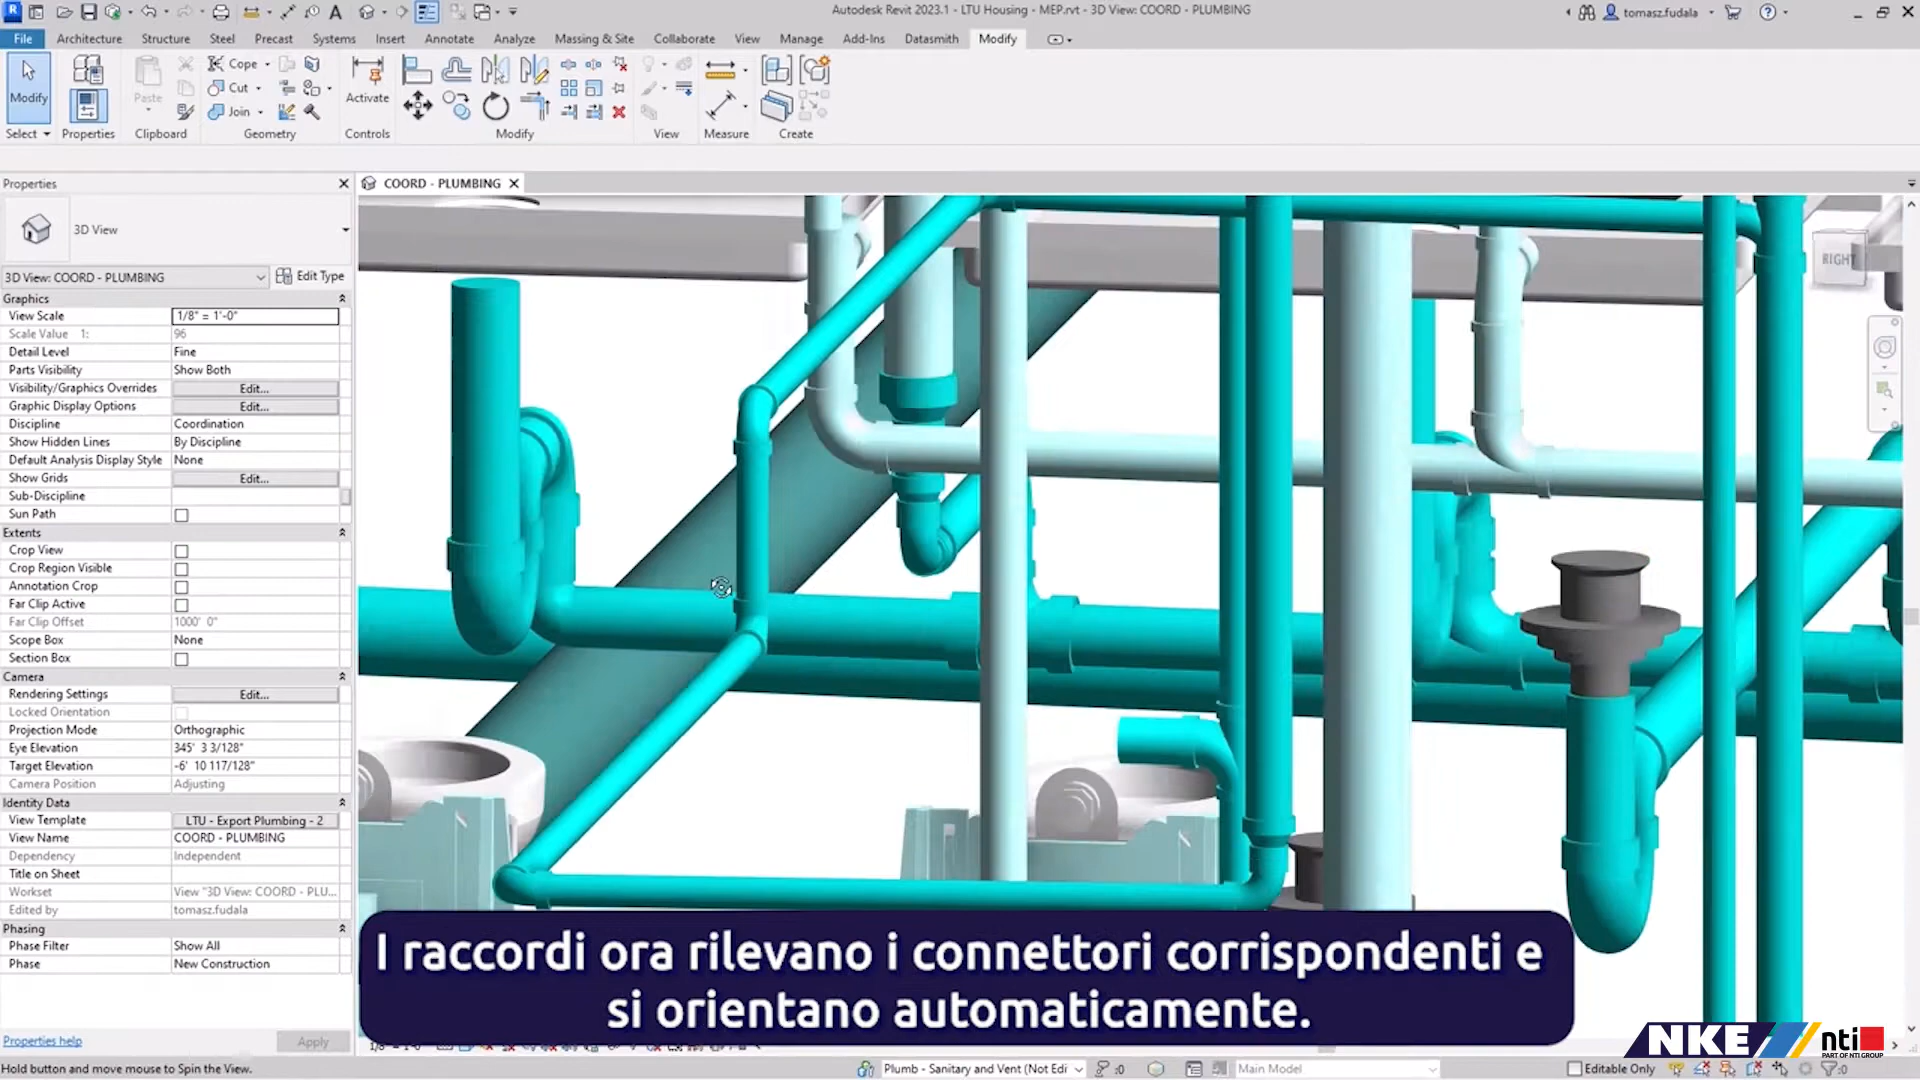 Autodesk Revit 2023.1 - LTU Housing - MEP.rvt - 3D View: COORD - PLUMBING
tomasz.fudala
File Architecture Structure Steel Precast Systems Insert Annotate Analyze Massing & Site Collaborate View Manage Add-Ins Datasmith Modify
Modify
Paste
Cope
Cut
Join
Activate
Select Properties Clipboard Geometry Controls Modify View Measure Create
Properties
COORD - PLUMBING
3D View
RIGHT
3D View: COORD - PLUMBING Edit Type
Graphics
View Scale 1/8" = 1'-0"
Scale Value 1: 96
Detail Level Fine
Parts Visibility Show Both
Visibility/Graphics Overrides Edit...
Graphic Display Options Edit...
Discipline Coordination
Show Hidden Lines By Discipline
Default Analysis Display Style None
Show Grids Edit...
Sub-Discipline
Sun Path
Extents
Crop View
Crop Region Visible
Annotation Crop
Far Clip Active
Far Clip Offset 1000' 0"
Scope Box None
Section Box
Camera
Rendering Settings Edit...
Locked Orientation
Projection Mode Orthographic
Eye Elevation 345' 3 3/128"
Target Elevation -6' 10 117/128"
Camera Position Adjusting
Identity Data
View Template LTU - Export Plumbing - 2
View Name COORD - PLUMBING
Dependency Independent
Title on Sheet
Workset View "3D View: COORD - PLU...
Edited by tomasz.fudala
Phasing
Phase Filter Show All
Phase New Construction
I raccordi ora rilevano i connettori corrispondenti e
si orientano automaticamente.
Properties help Apply
NKE nti
PART OF NTI GROUP
Hold button and move mouse to Spin the View.
Plumb - Sanitary and Vent (Not Edi :0 Main Model Editable Only :0